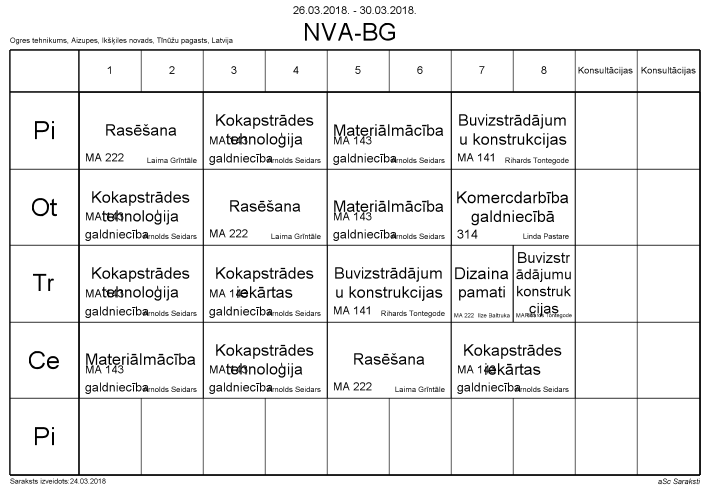 26.03.2018. - 30.03.2018.
NVA-BG
Ogres tehnikums, Aizupes, Ikšķiles novads, Tīnūžu pagasts, Latvija
1 2 3 4 5 6 7 8 Konsultācijas Konsultācijas
Pi
Rasēšana
MA 222 Laima Grīntāle
Kokapstrādes
tehnoloģija
MA 143
galdniecība Arnolds Seidars
Materiālmācība
MA 143
galdniecība Arnolds Seidars
Buvizstrādājum
u konstrukcijas
MA 141 Rihards Tontegode
Ot
Kokapstrādes
tehnoloģija
MA 143
galdniecība Arnolds Seidars
Rasēšana
MA 222 Laima Grīntāle
Materiālmācība
MA 143
galdniecība Arnolds Seidars
Komercdarbība
galdniecībā
314 Linda Pastare
Tr
Kokapstrādes
tehnoloģija
MA 143
galdniecība Arnolds Seidars
Kokapstrādes
iekārtas
MA 143
galdniecība Arnolds Seidars
Buvizstrādājum
u konstrukcijas
MA 141 Rihards Tontegode
Dizaina
pamati
MA 222 Ilze Baltruka
Buvizstr
ādājumu
konstruk
cijas
Tontegode
Ce
Materiālmācība
MA 143
galdniecība Arnolds Seidars
Kokapstrādes
tehnoloģija
MA 143
galdniecība Arnolds Seidars
Rasēšana
MA 222 Laima Grīntāle
Kokapstrādes
iekārtas
MA 143
galdniecība Arnolds Seidars
Pi
Saraksts izveidots:24.03.2018
aSc Saraksti